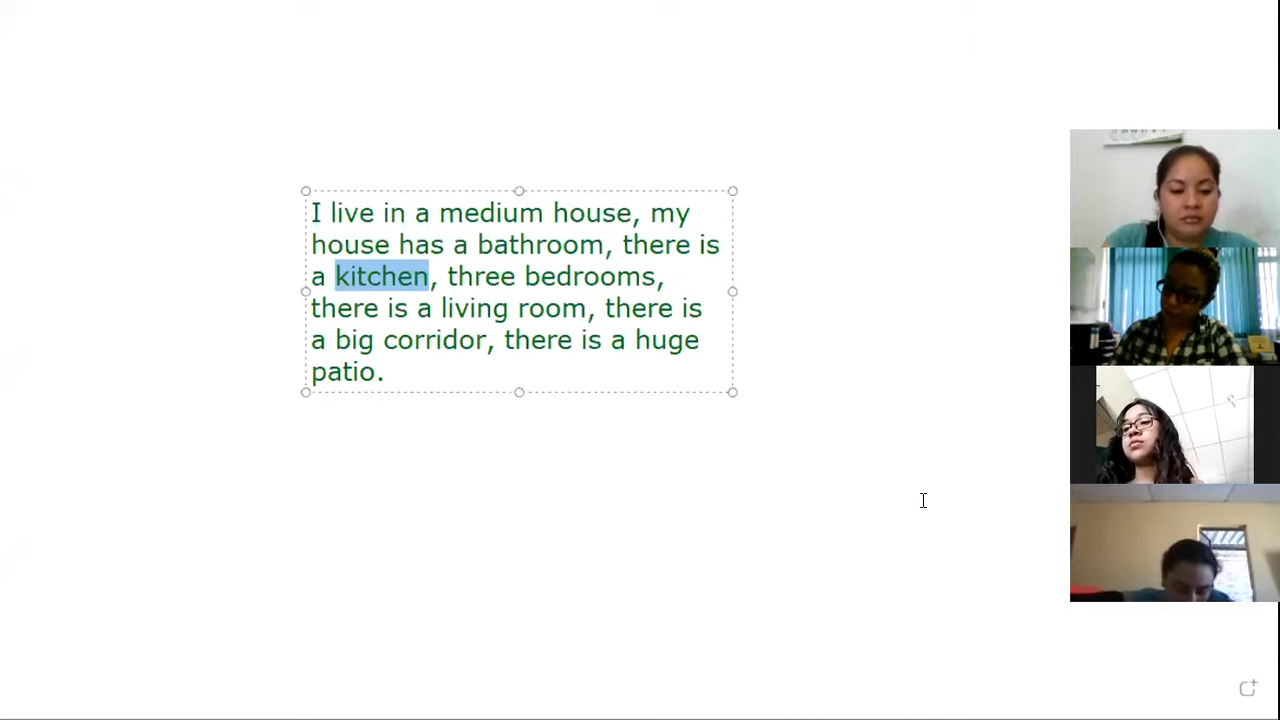 I live in a medium house, my
house has a bathroom, there is
a kitchen, three bedrooms,
there is a living room, there is
a big corridor, there is a huge
patio.